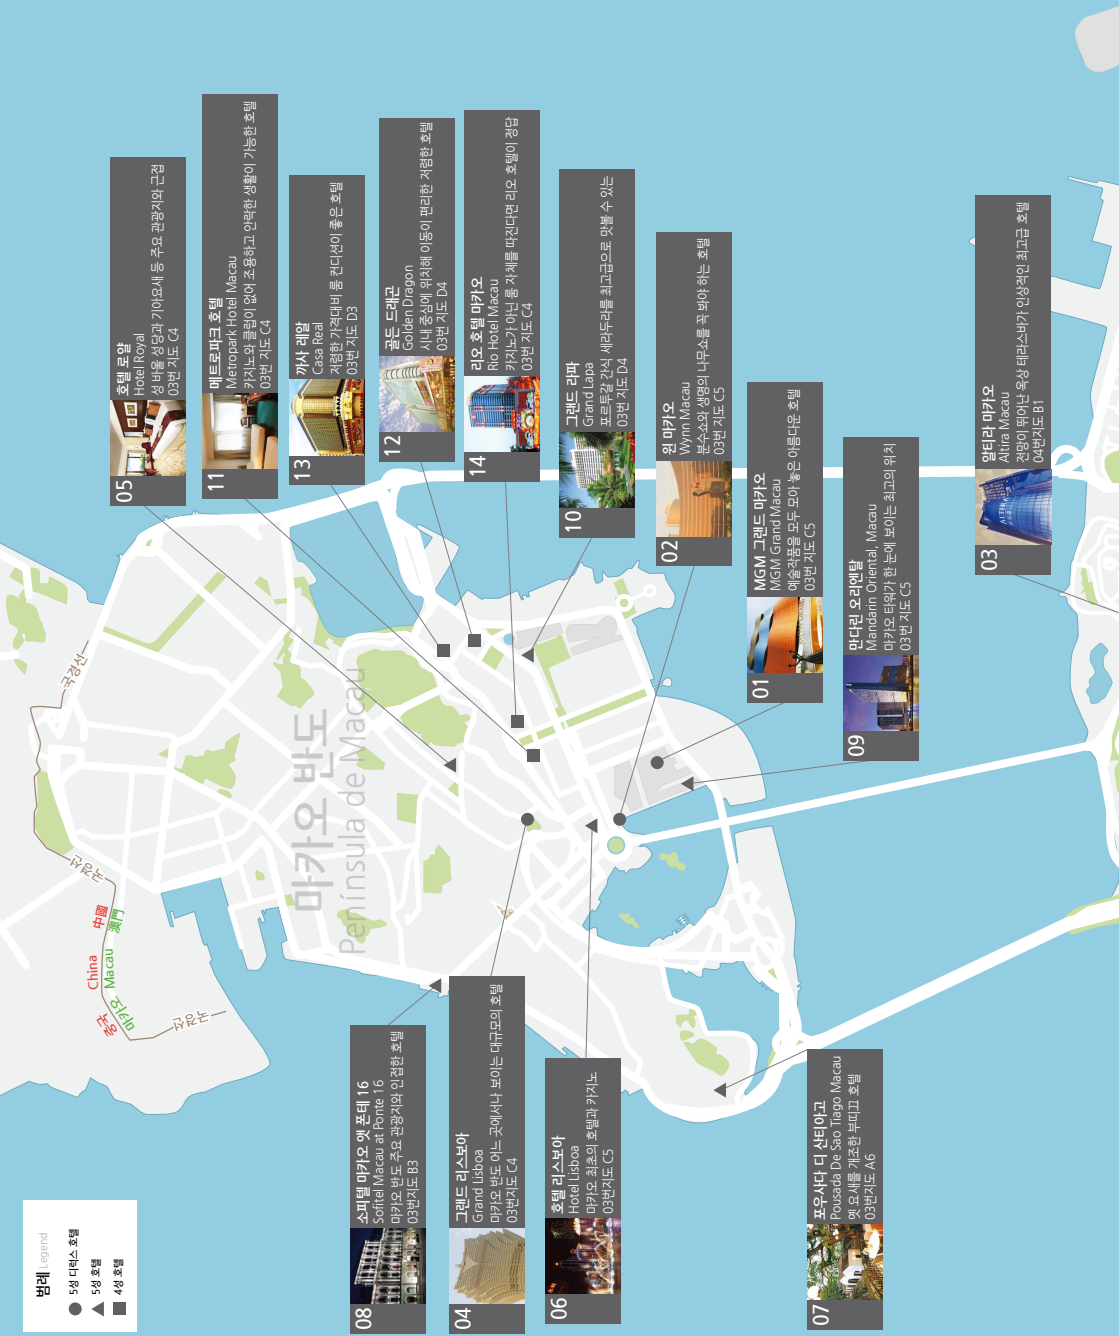 범례 Legend
5성 디럭스 호텔
5성 호텔
4성 호텔
중국 China 中國
마카오 Macau 澳門
국경선
국경선
국경선
마카오 반도
Península de Macau
05
호텔 로얄
Hotel Royal
성 바울 성당과 기아요새 등 주요 관광지와 근접
03번 지도 C4
11
메트로파크 호텔
Metropark Hotel Macau
카지노와 클럽이 없어 조용하고 안락한 생활이 가능한 호텔
03번 지도 C4
13
까사 레알
Casa Real
저렴한 가격대비 룸 컨디션이 좋은 호텔
03번 지도 D3
12
골든 드래곤
Golden Dragon
시내 중심에 위치해 이동이 편리한 저렴한 호텔
03번 지도 D4
14
리오 호텔 마카오
Rio Hotel Macau
카지노가 아닌 룸 자체를 따진다면 리오 호텔이 정답
03번 지도 C4
10
그랜드 라파
Grand Lapa
포르투갈 간식 세라두라를 최고급으로 맛볼 수 있는
03번 지도 D4
02
윈 마카오
Wynn Macau
분수쇼와 생명의 나무쇼를 꼭 봐야 하는 호텔
03번 지도 C5
01
MGM 그랜드 마카오
MGM Grand Macau
예술작품을 모두 모아 놓은 아름다운 호텔
03번 지도 C5
09
만다린 오리엔탈
Mandarin Oriental, Macau
마카오 타워가 한 눈에 보이는 최고의 위치
03번 지도 C5
03
알티라 마카오
Altira Macau
전망이 뛰어난 옥상 테라스바가 인상적인 최고급 호텔
04번지도 B1
08
소피텔 마카오 앳 폰테 16
Sofitel Macau at Ponte 16
마카오 반도 주요 관광지와 인접한 호텔
03번지도 B3
04
그랜드 리스보아
Grand Lisboa
마카오 반도 어느 곳에서나 보이는 대규모의 호텔
03번지도 C4
06
호텔 리스보아
Hotel Lisboa
마카오 최초의 호텔과 카지노
03번지도 C5
07
포우사다 디 산티아고
Pousada De Sao Tiago Macau
옛 요새를 개조한 부띠끄 호텔
03번지도 A6